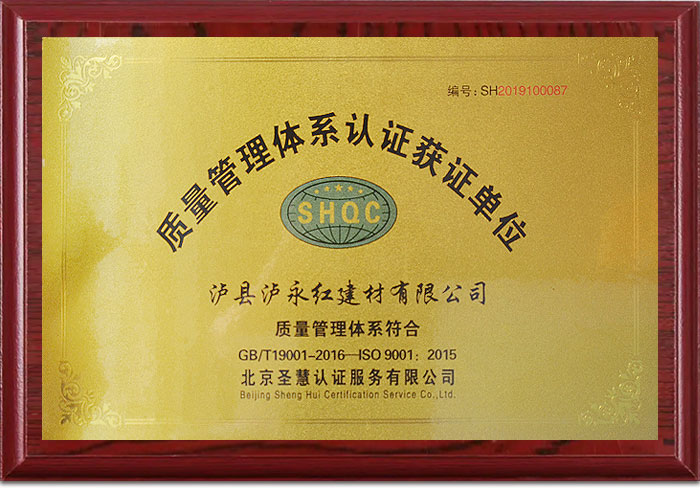 编号:SH2019100087
质量管理体系认证获证单位
SHQC
泸县泸永红建材有限公司
质量管理体系符合
GB/T19001-2016—ISO 9001:2015
北京圣慧认证服务有限公司
Beijing Sheng Hui Certification Service Co.,Ltd.